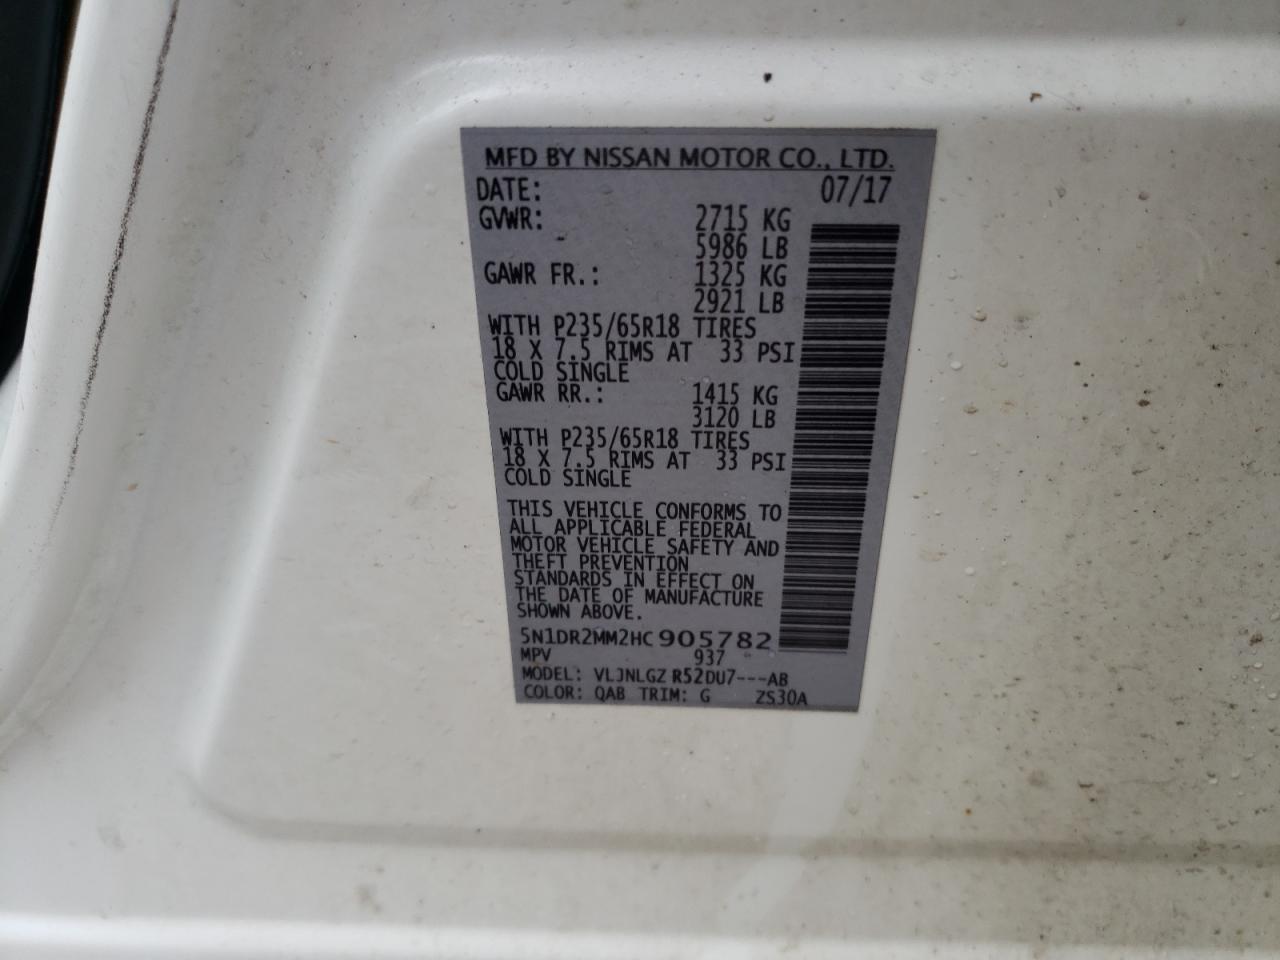 MFD BY NISSAN MOTOR CO., LTD.
DATE: 07/17
GVWR: 2715 KG
5986 LB
GAWR FR.: 1325 KG
2921 LB
WITH P235/65R18 TIRES
18 X 7.5 RIMS AT 33 PSI
COLD SINGLE
GAWR RR.: 1415 KG
3120 LB
WITH P235/65R18 TIRES
18 X 7.5 RIMS AT 33 PSI
COLD SINGLE
THIS VEHICLE CONFORMS TO
ALL APPLICABLE FEDERAL
MOTOR VEHICLE SAFETY AND
THEFT PREVENTION
STANDARDS IN EFFECT ON
THE DATE OF MANUFACTURE
SHOWN ABOVE.
5N1DR2MM2HC905782
MPV 937
MODEL: VLJNLGZ R52DU7---AB
COLOR: QAB TRIM: G ZS30A